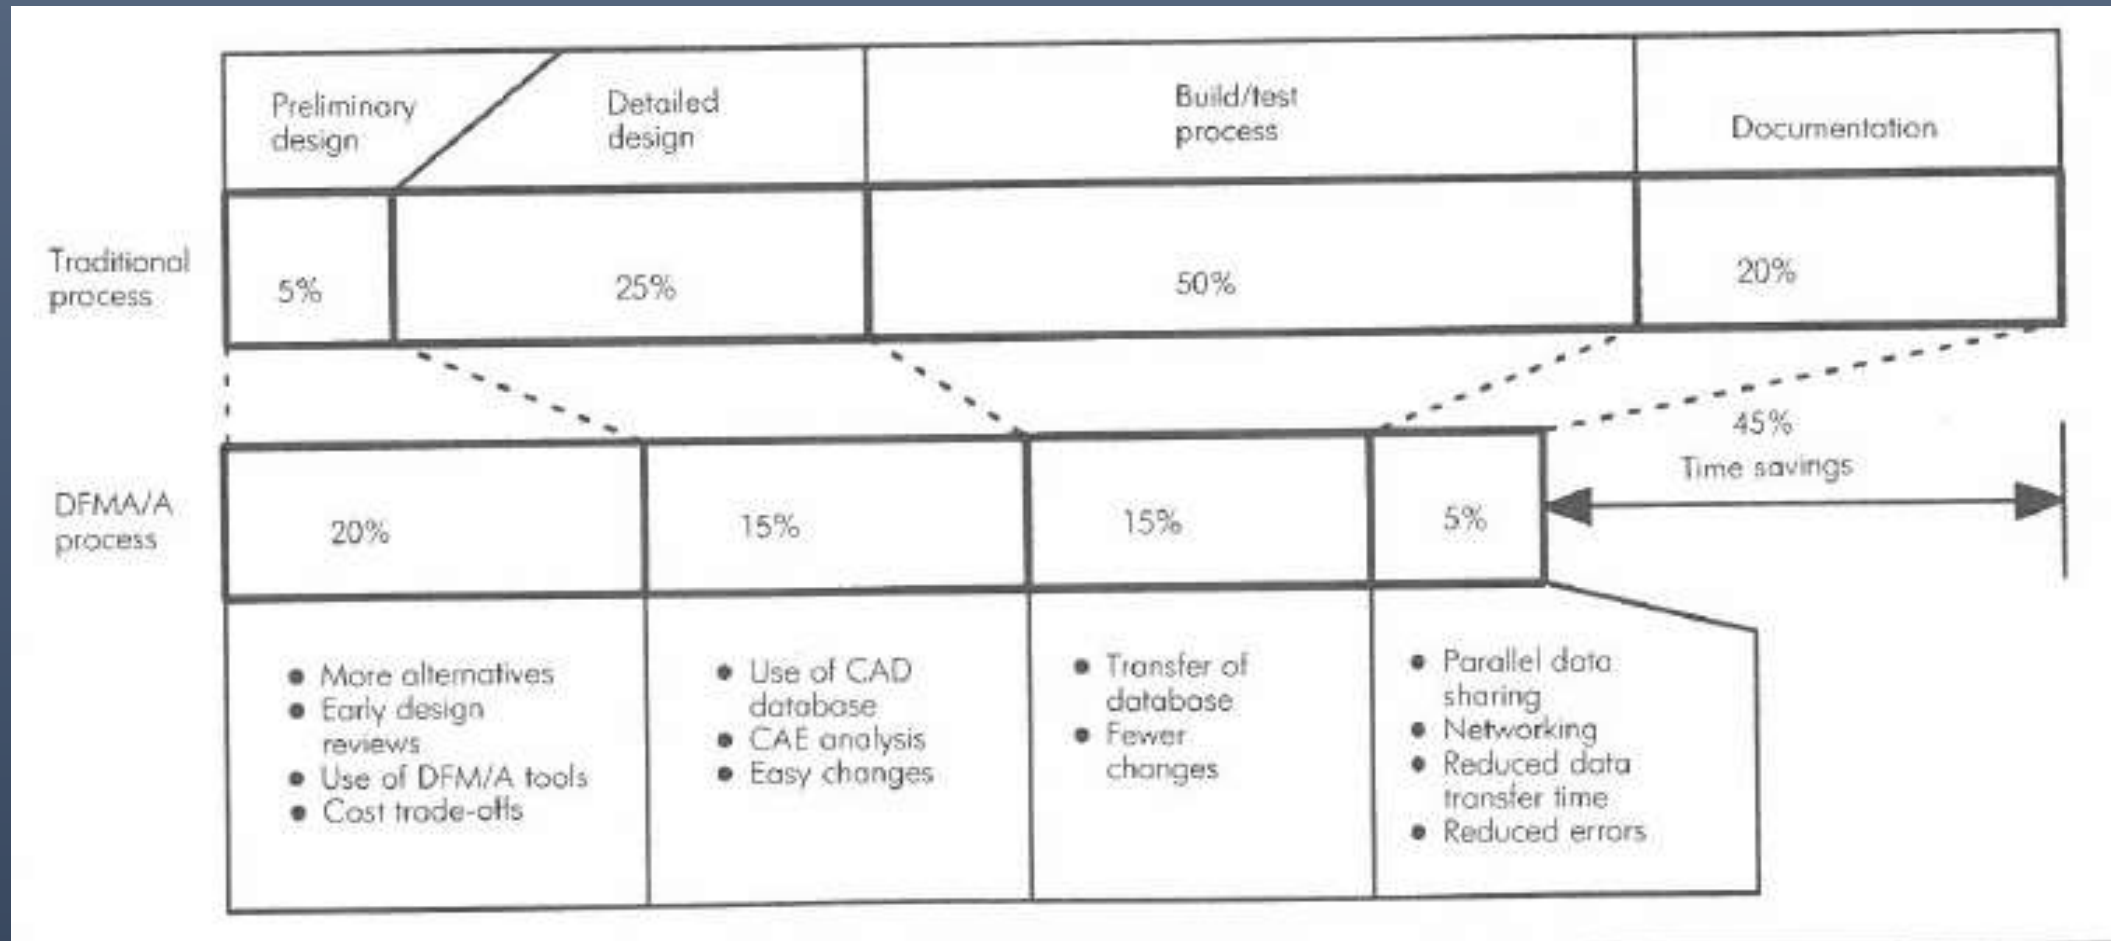 Preliminary
design
Detailed
design
Build/test
process
Documentation
Traditional
process
5%
25%
50%
20%
45%
Time savings
DFMA/A
process
20%
15%
15%
5%
● More alternatives
● Early design
reviews
● Use of DFM/A tools
● Cost trade-offs
● Use of CAD
database
● CAE analysis
● Easy changes
● Transfer of
database
● Fewer
changes
● Parallel data
sharing
● Networking
● Reduced data
transfer time
● Reduced errors